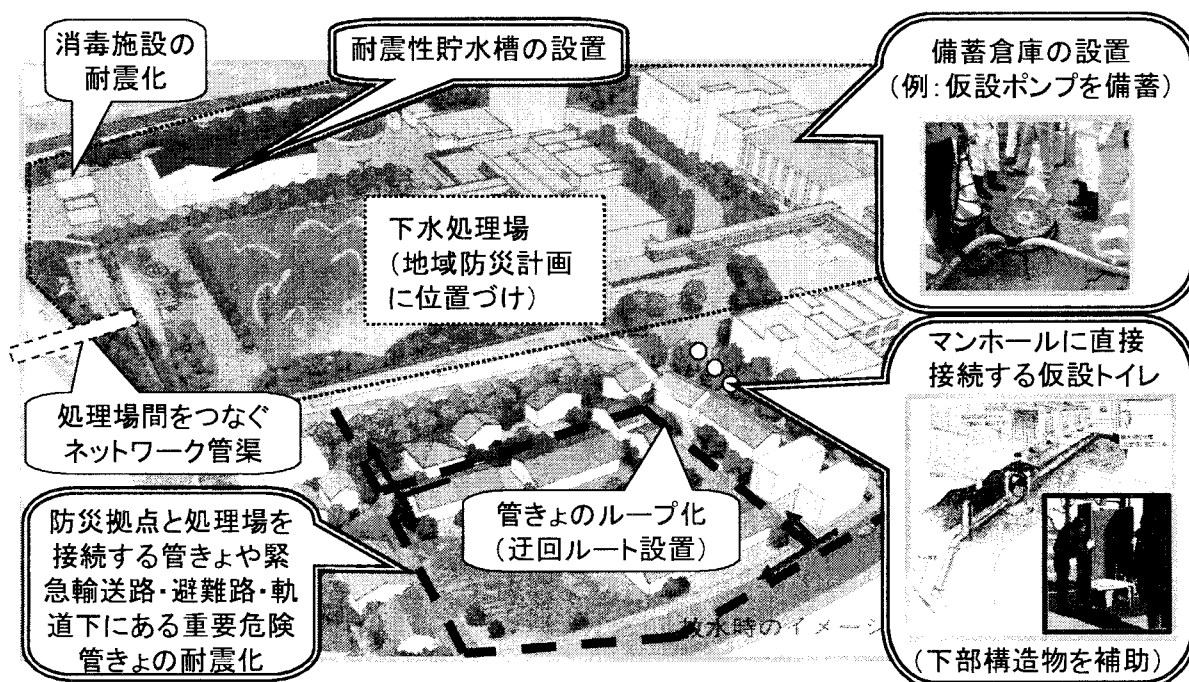 消毒施設の
耐震化
耐震性貯水槽の設置
備蓄倉庫の設置
(例:仮設ポンプを備蓄)
下水処理場
(地域防災計画
に位置づけ)
マンホールに直接
接続する仮設トイレ
処理場間をつなぐ
ネットワーク管渠
管きょのループ化
(迂回ルート設置)
防災拠点と処理場を
接続する管きょや緊
急輸送路・避難路・軌
道下にある重要危険
管きょの耐震化
水時のイメージ
(下部構造物を補助)